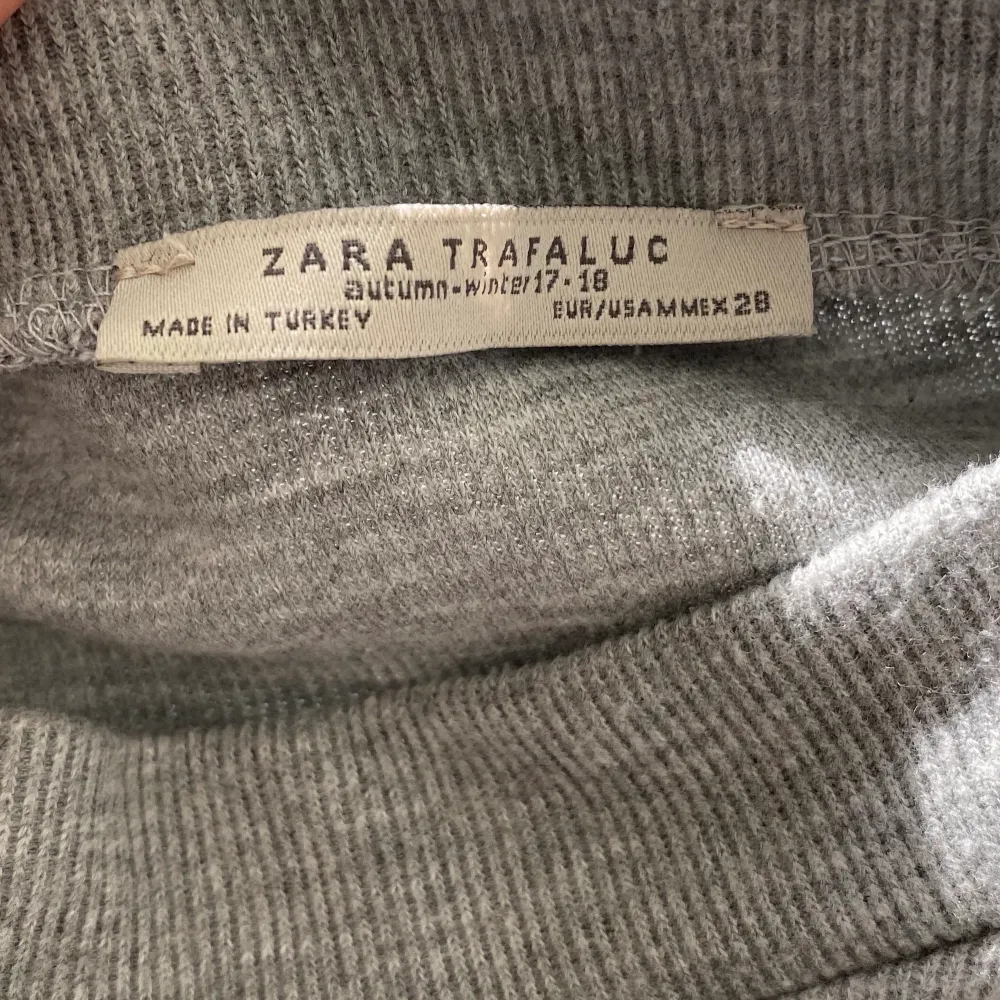 ZARA TRAFALUC
autumn-winter 17-18
MADE IN TURKEY
EUR/USAMMEX 28